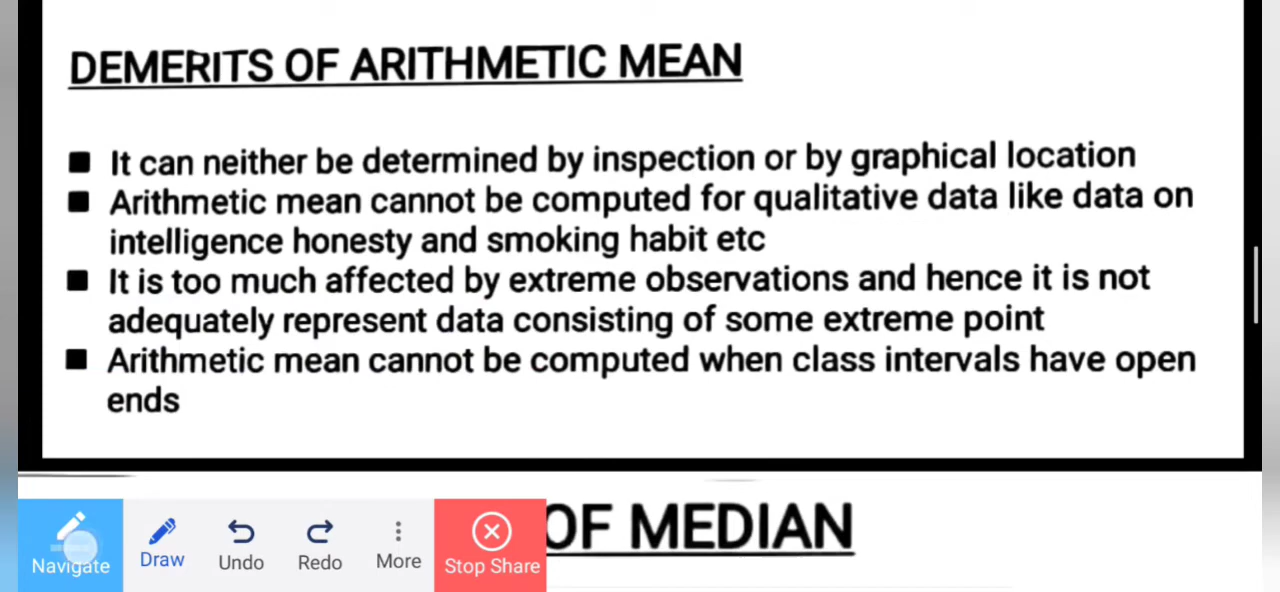 DEMERITS OF ARITHMETIC MEAN
■ It can neither be determined by inspection or by graphical location
■ Arithmetic mean cannot be computed for qualitative data like data on
intelligence honesty and smoking habit etc
■ It is too much affected by extreme observations and hence it is not
adequately represent data consisting of some extreme point
■ Arithmetic mean cannot be computed when class intervals have open
ends
OF MEDIAN
Navigate
Draw
Undo
Redo
More
Stop Share